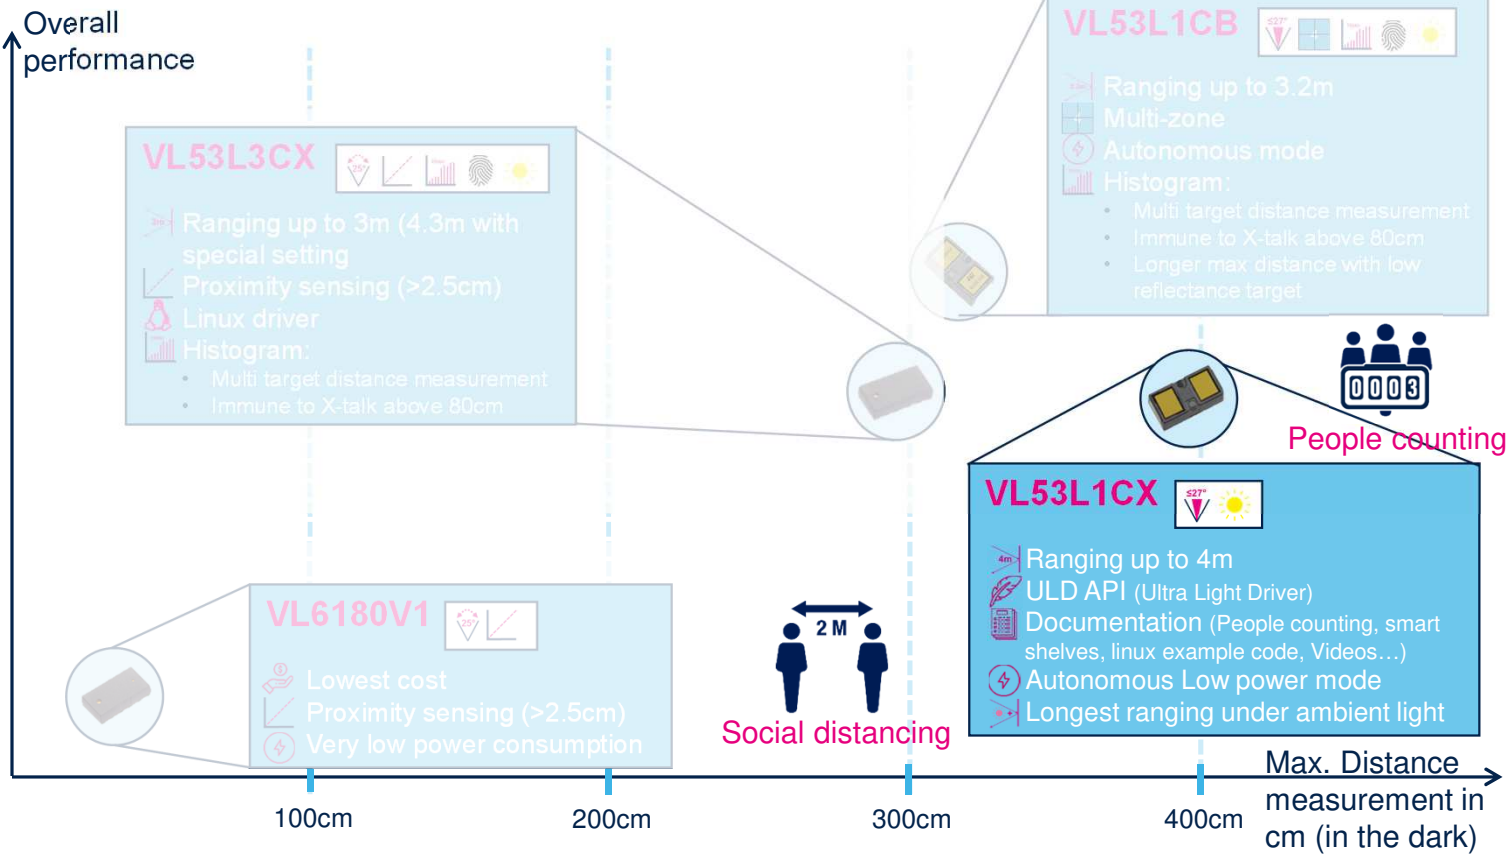 Overall
performance
VL53L1CB
≤27°
Ranging up to 3.2m
Multi-zone
Autonomous mode
Histogram:
• Multi target distance measurement
• Immune to X-talk above 80cm
• Longer max distance with low
reflectance target
VL53L3CX
25°
Ranging up to 3m (4.3m with
special setting
Proximity sensing (>2.5cm)
Linux driver
Histogram:
• Multi target distance measurement
• Immune to X-talk above 80cm
0003
People counting
VL53L1CX
≤27°
4m
Ranging up to 4m
ULD API (Ultra Light Driver)
Documentation (People counting, smart
shelves, linux example code, Videos…)
Autonomous Low power mode
Longest ranging under ambient light
VL6180V1
25°
Lowest cost
Proximity sensing (>2.5cm)
Very low power consumption
2 M
Social distancing
100cm
200cm
300cm
400cm
Max. Distance
measurement in
cm (in the dark)